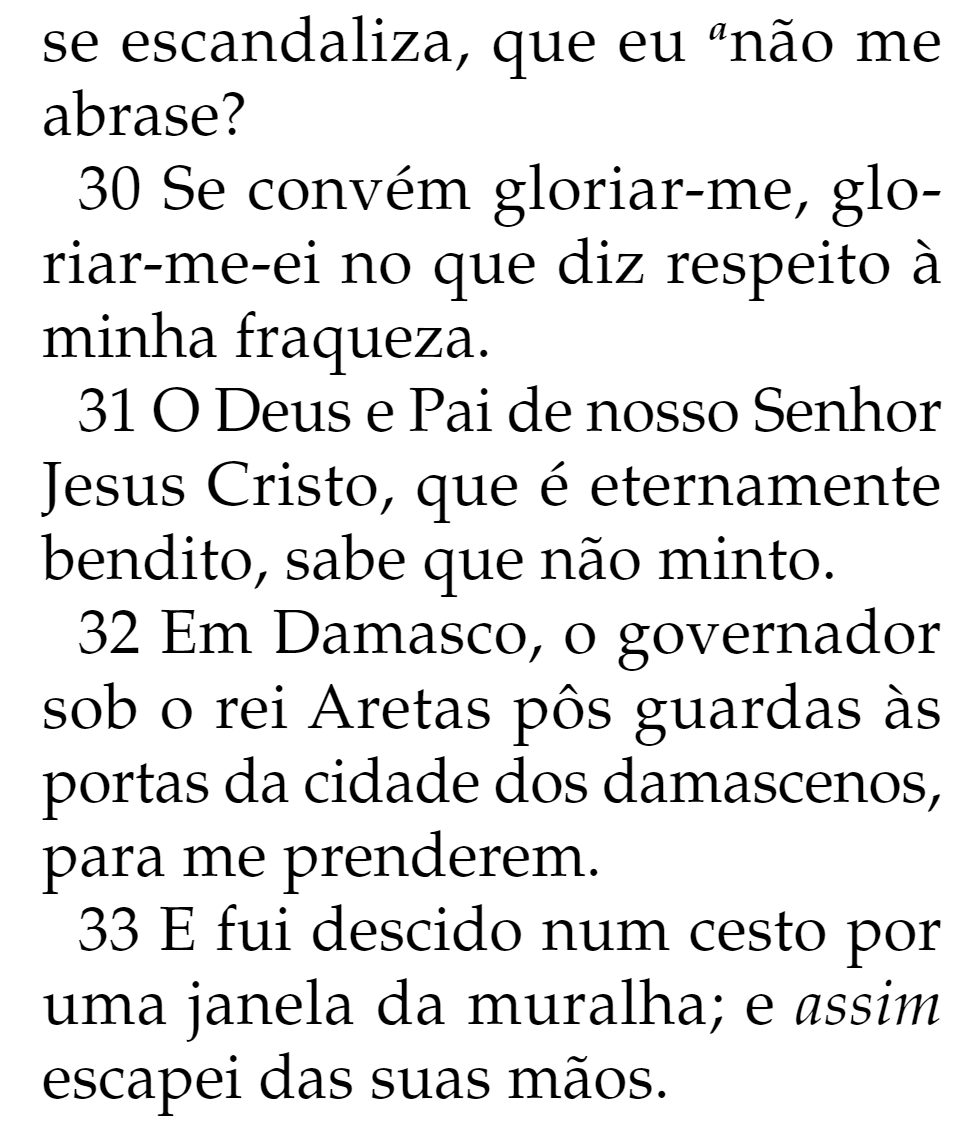 se escandaliza, que eu ᵃnão me
abrase?
30 Se convém gloriar-me, glo-
riar-me-ei no que diz respeito à
minha fraqueza.
31 O Deus e Pai de nosso Senhor
Jesus Cristo, que é eternamente
bendito, sabe que não minto.
32 Em Damasco, o governador
sob o rei Aretas pôs guardas às
portas da cidade dos damascenos,
para me prenderem.
33 E fui descido num cesto por
uma janela da muralha; e assim
escapei das suas mãos.